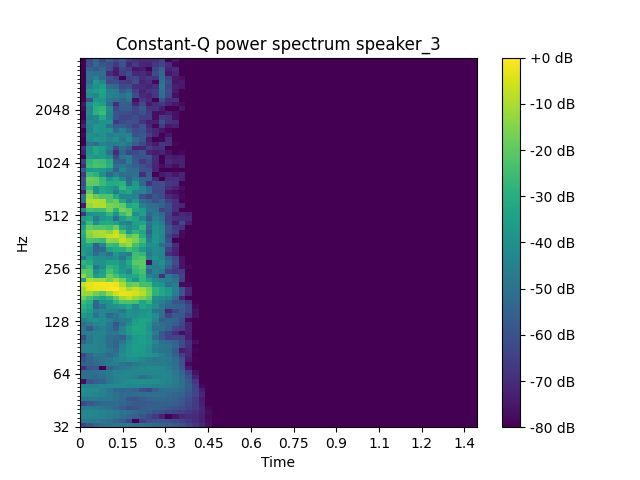 Constant-Q power spectrum speaker_3
Hz
2048
1024
512
256
128
64
32
0 0.15 0.3 0.45 0.6 0.75 0.9 1.1 1.2 1.4
Time
+0 dB
-10 dB
-20 dB
-30 dB
-40 dB
-50 dB
-60 dB
-70 dB
-80 dB